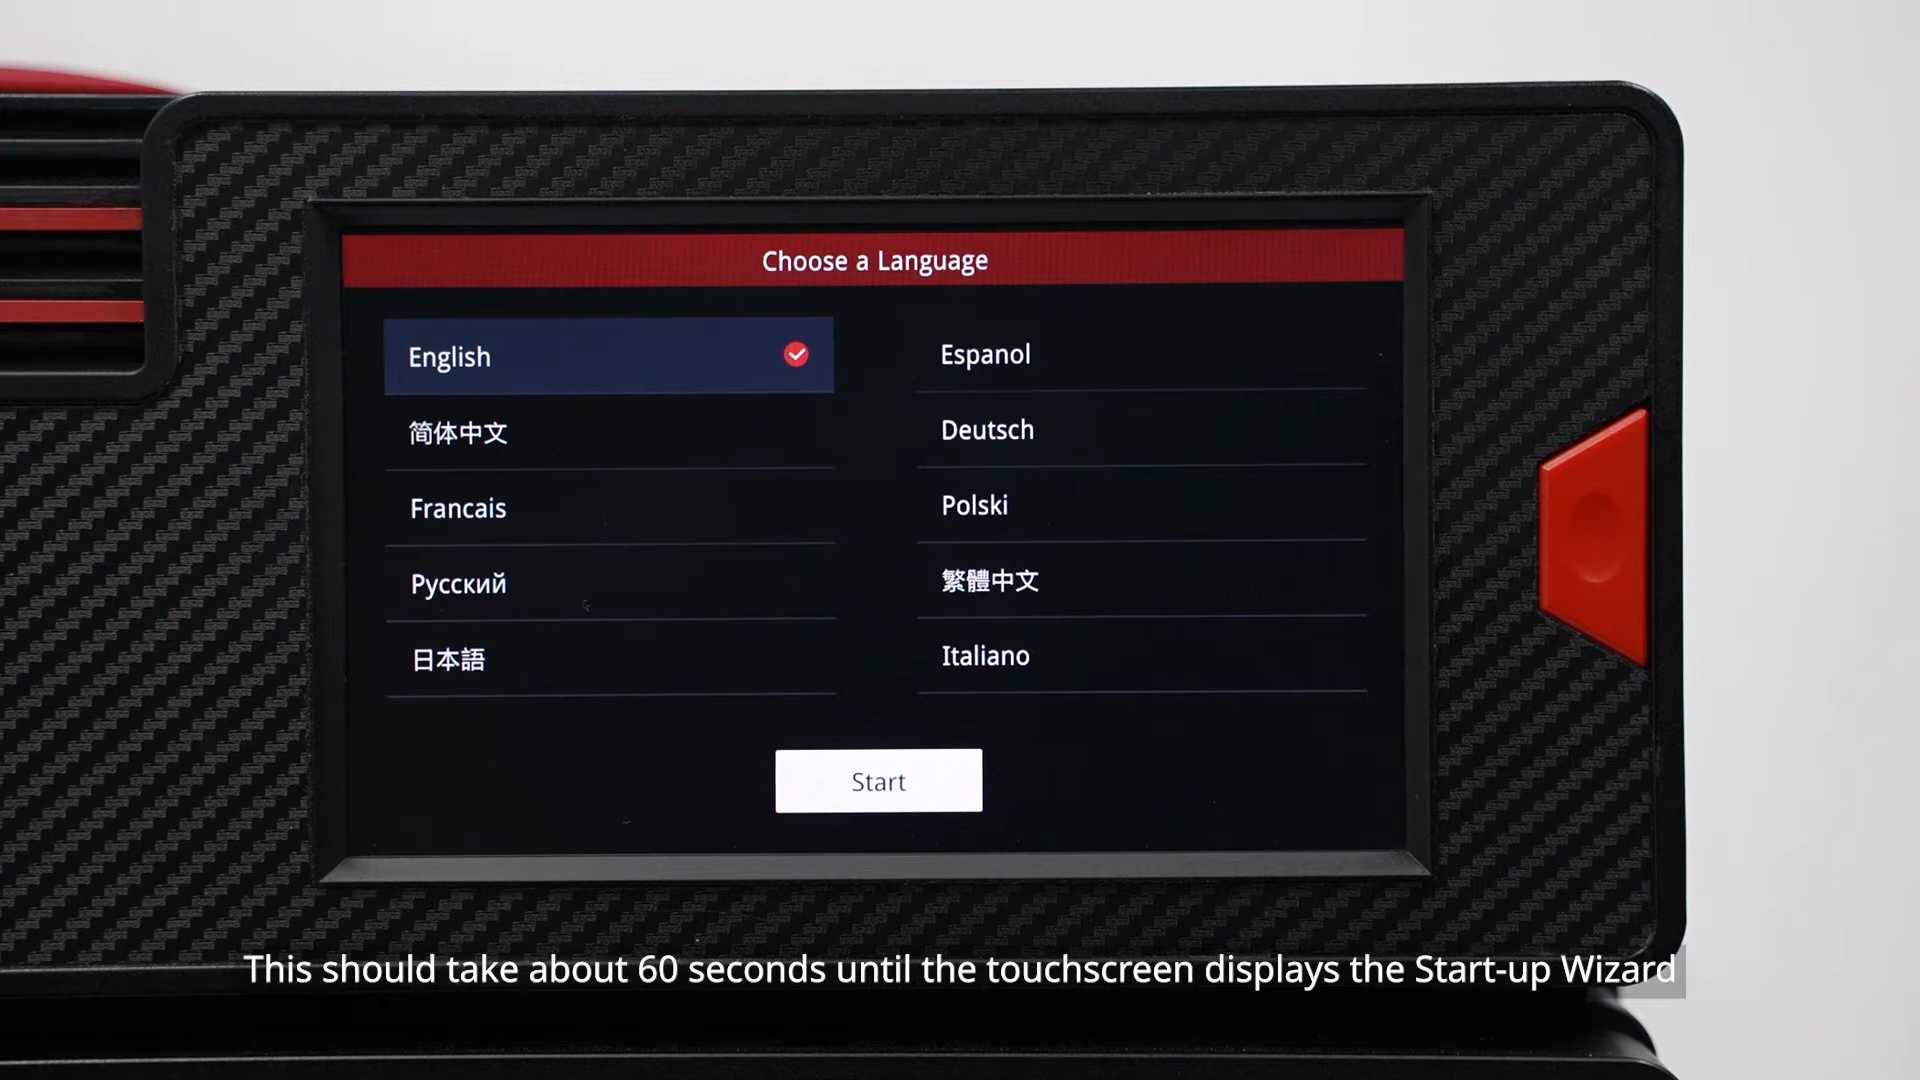 Choose a Language
English
Espanol
简体中文
Deutsch
Francais
Polski
Русский
繁體中文
日本語
Italiano
Start
This should take about 60 seconds until the touchscreen displays the Start-up Wizard